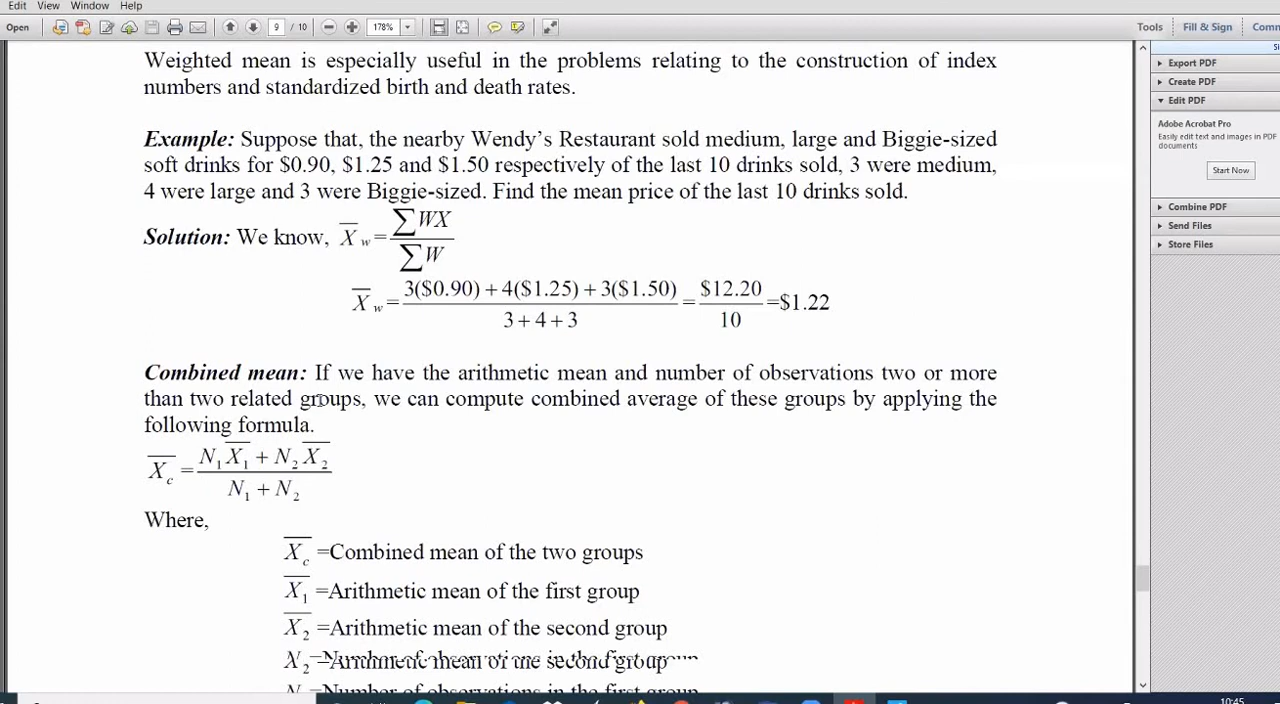 Edit View Window Help
Open 9 / 10 178% Tools Fill & Sign Comm
Weighted mean is especially useful in the problems relating to the construction of index
numbers and standardized birth and death rates.
Example: Suppose that, the nearby Wendy's Restaurant sold medium, large and Biggie-sized
soft drinks for $0.90, $1.25 and $1.50 respectively of the last 10 drinks sold, 3 were medium,
4 were large and 3 were Biggie-sized. Find the mean price of the last 10 drinks sold.
Solution: We know, X̄w = ∑WX / ∑W
X̄w = 3($0.90) + 4($1.25) + 3($1.50) / 3 + 4 + 3 = $12.20 / 10 =$1.22
Combined mean: If we have the arithmetic mean and number of observations two or more
than two related groups, we can compute combined average of these groups by applying the
following formula.
X̄c = N₁X̄₁ + N₂X̄₂ / N₁ + N₂
Where,
X̄c =Combined mean of the two groups
X̄₁ =Arithmetic mean of the first group
X̄₂ =Arithmetic mean of the second group
=Number of observations in the first group
Export PDF
Create PDF
Edit PDF
Adobe Acrobat Pro
Easily edit text and images in PDF
documents
Start Now
Combine PDF
Send Files
Store Files
10:45